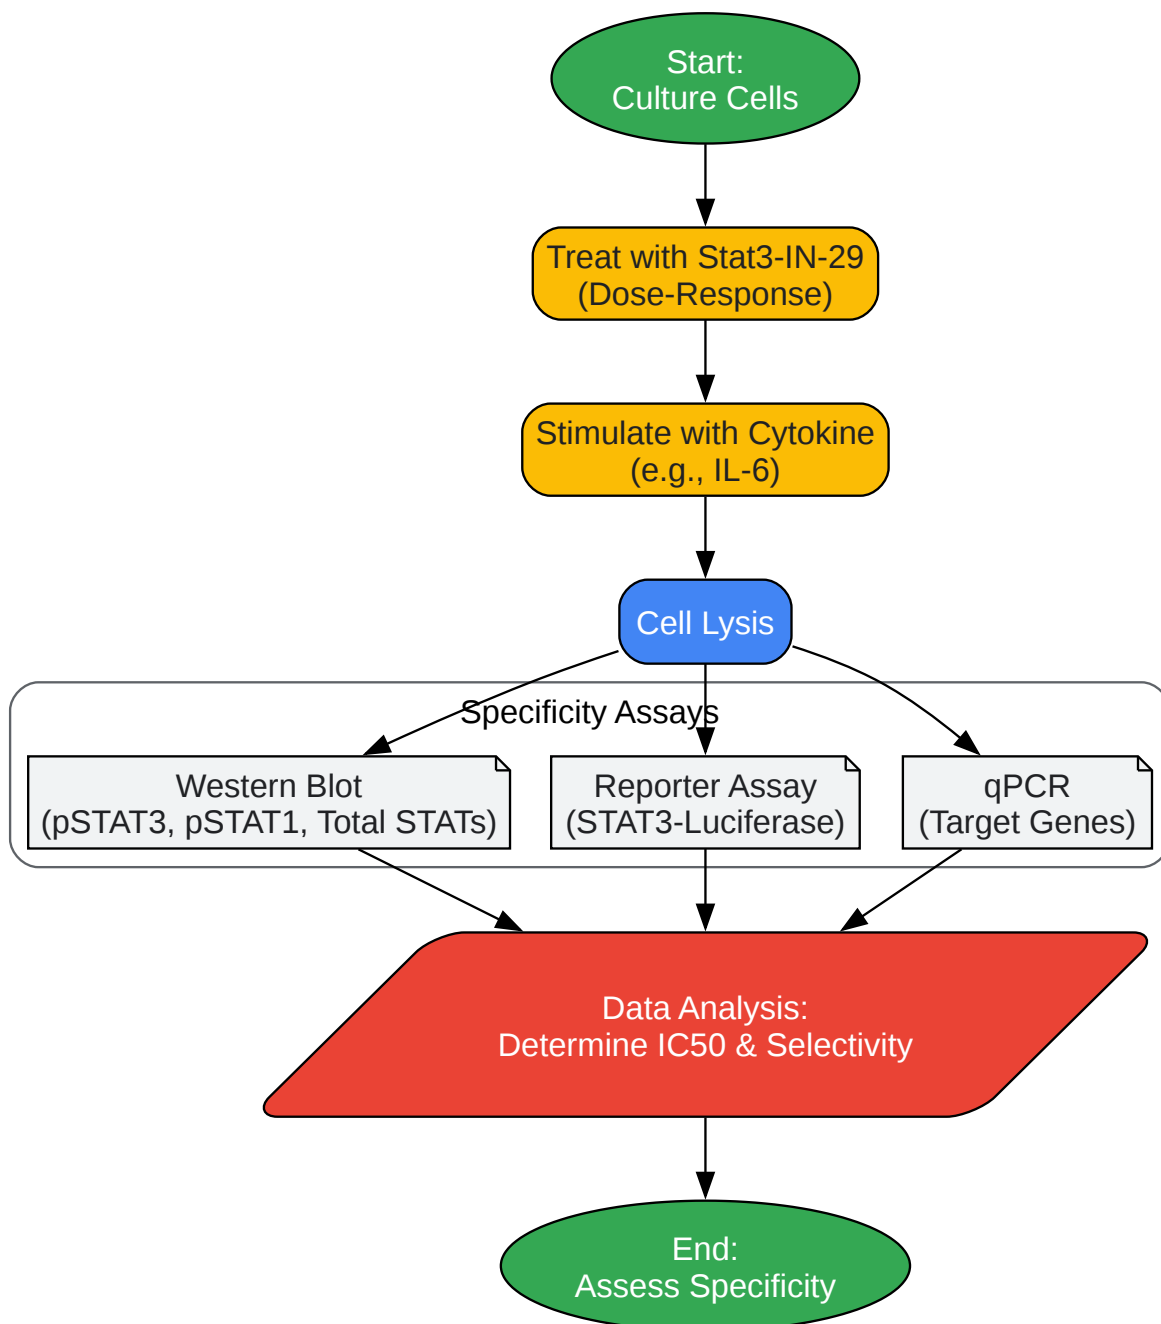 Start:
Culture Cells
Treat with Stat3-IN-29
(Dose-Response)
Stimulate with Cytokine
(e.g., IL-6)
Cell Lysis
Specificity Assays
Western Blot
(pSTAT3, pSTAT1, Total STATs)
Reporter Assay
(STAT3-Luciferase)
qPCR
(Target Genes)
Data Analysis:
Determine IC50 & Selectivity
End:
Assess Specificity